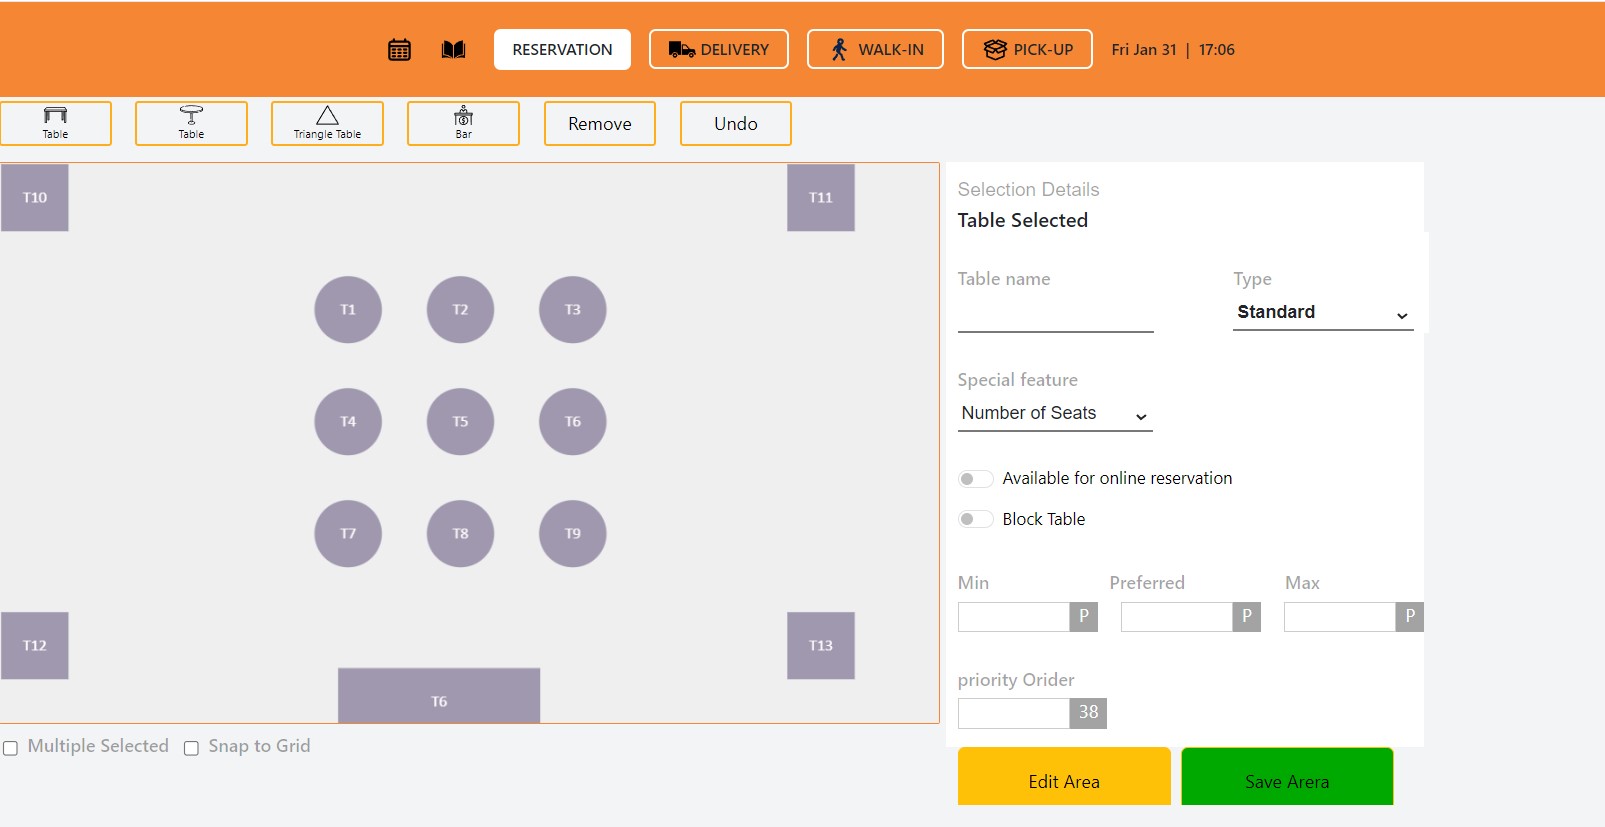 RESERVATION DELIVERY WALK-IN PICK-UP Fri Jan 31 | 17:06
Table Table Triangle Table Bar Remove Undo
T10 T11
T1 T2 T3
T4 T5 T6
T7 T8 T9
T12 T13
T6
Multiple Selected Snap to Grid
Selection Details
Table Selected
Table name Type
Standard
Special feature
Number of Seats
Available for online reservation
Block Table
Min Preferred Max
P P P
priority Orider
38
Edit Area Save Arera